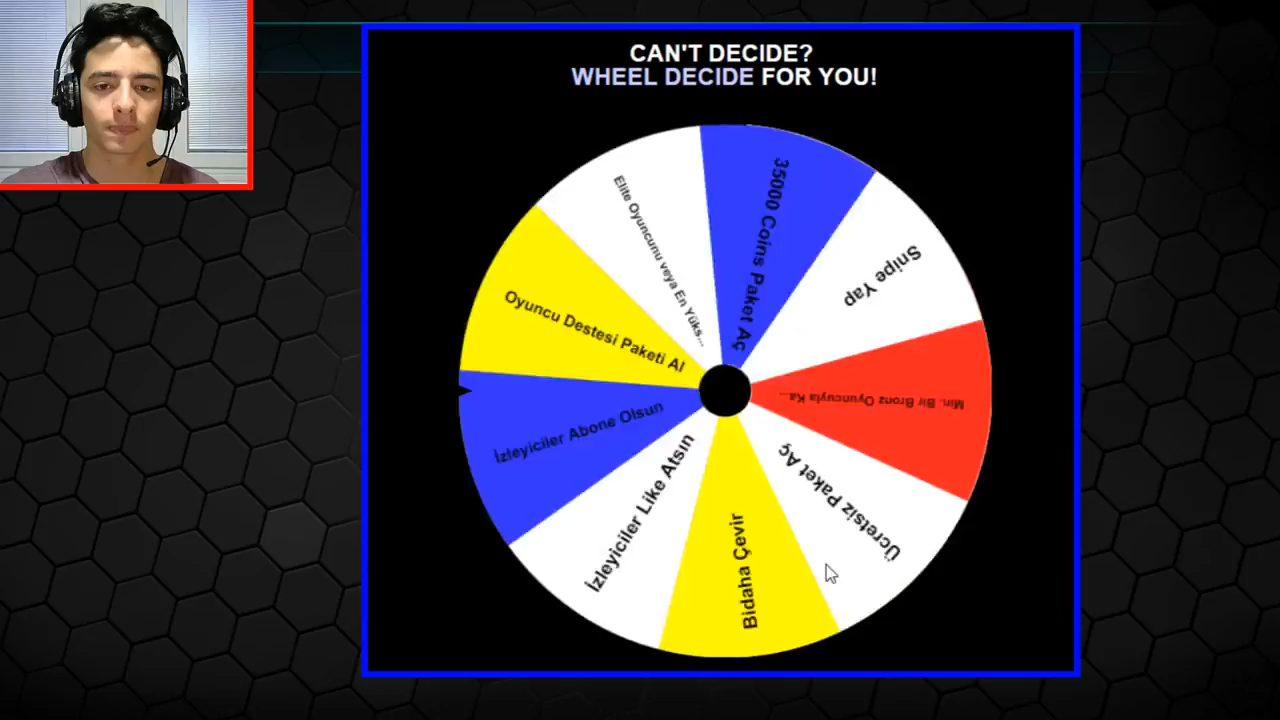 CAN'T DECIDE?
WHEEL DECIDE FOR YOU!
35000 Coins Paket Aç
Snipe Yap
Min. Bir Bronz Oyuncuyla Ka...
Ücretsiz Paket Aç
Bidaha Çevir
İzleyiciler Like Atsın
İzleyiciler Abone Olsun
Oyuncu Destesi Paketi Al
Elite Oyuncunu veya En Yüks...